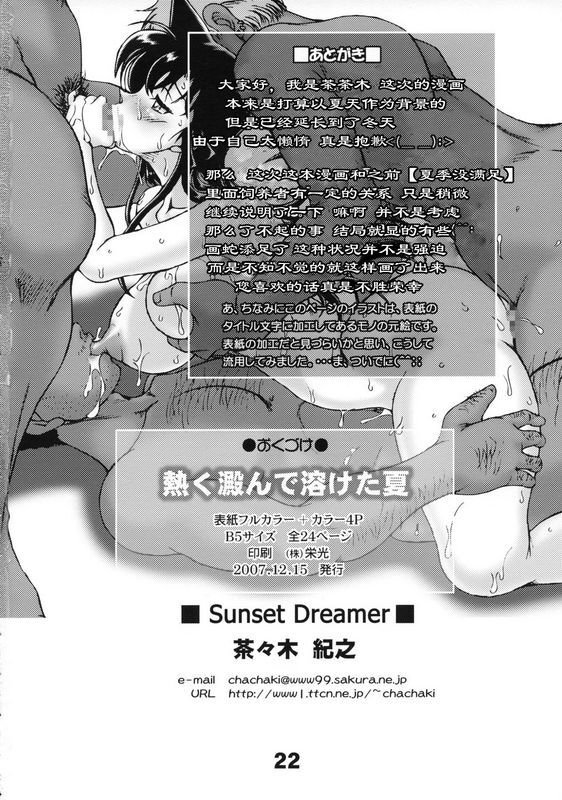 ■あとがき■
大家好，我是茶茶木 这次的漫画
本来是打算以夏天作为背景的
但是已经延长到了冬天
由于自己太懒惰 真是抱歉<(＿ ＿):>
那么 这次这本漫画和之前【夏季没满足】
里面饲养者有一定的关系 只是稍微
继续说明了一下 嘛啊 并不是考虑
那么了不起的事 结局就显的有些(^^:
画蛇添足了 这种状况并不是强迫
而是不知不觉的就这样画了出来
您喜欢的话真是不胜荣幸
あ、ちなみにこのページのイラストは、表紙の
タイトル文字に加工してあるモノの元絵です。
表紙の加工だと見づらいかと思い、こうして
流用してみました。・・・ま、ついでに(^^;;
●おくづけ●
熱く澱んで溶けた夏
表紙フルカラー＋カラー4P
B5サイズ 全24ページ
印刷 （株）栄光
2007.12.15 発行
■ Sunset Dreamer ■
茶々木 紀之
e-mail chachaki@www99.sakura.ne.jp
URL http://www1.ttcn.ne.jp/~chachaki
22